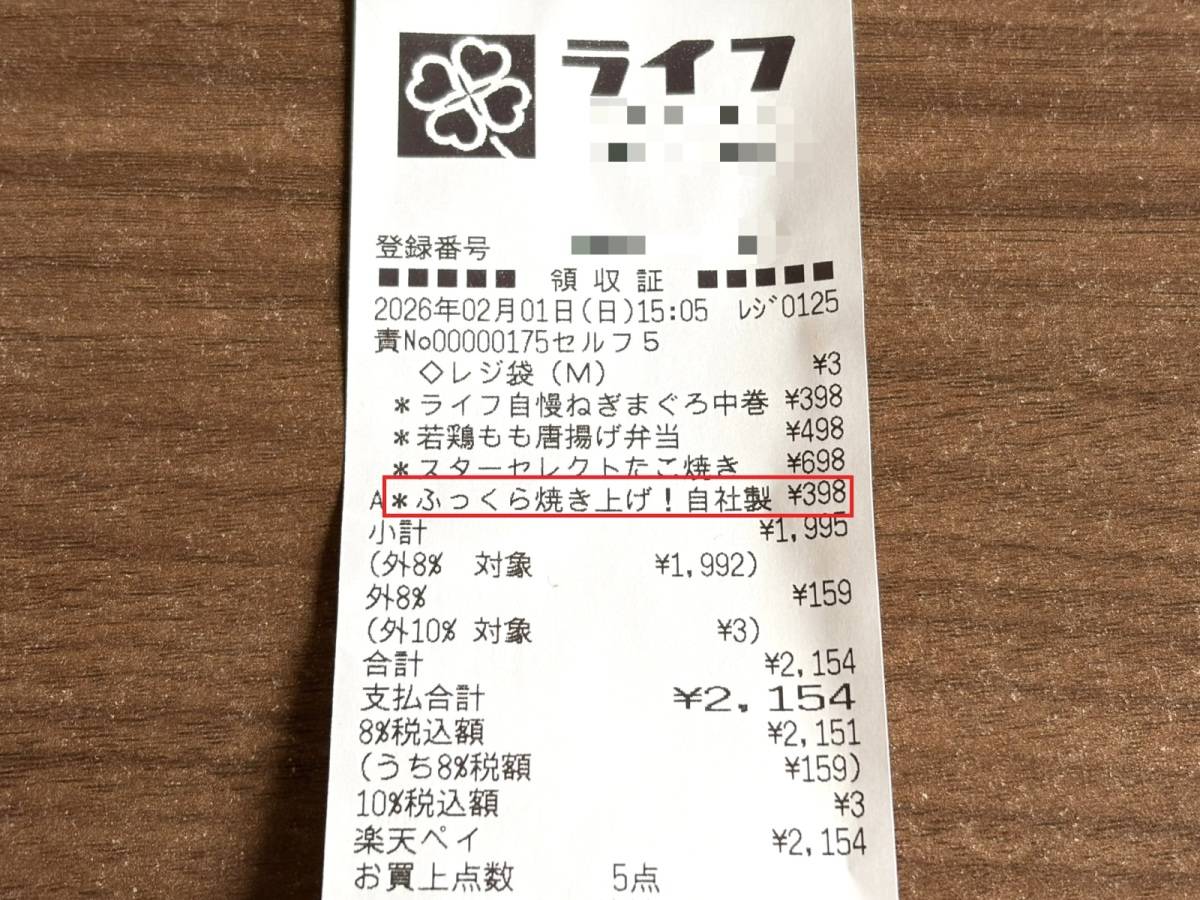 ライフ
登録番号
■■■■■ 領収証 ■■■■■
2026年02月01日(日)15:05 ﾚｼﾞ0125
責No00000175セルフ5
◇レジ袋(M) ¥3
*ライフ自慢ねぎまぐろ中巻 ¥398
*若鶏もも唐揚げ弁当 ¥498
*スターセレクトたこ焼き ¥698
A*ふっくら焼き上げ!自社製 ¥398
小計 ¥1,995
(外8% 対象 ¥1,992)
外8% ¥159
(外10% 対象 ¥3)
合計 ¥2,154
支払合計 ¥2,154
8%税込額 ¥2,151
(うち8%税額 ¥159)
10%税込額 ¥3
楽天ペイ ¥2,154
お買上点数 5点